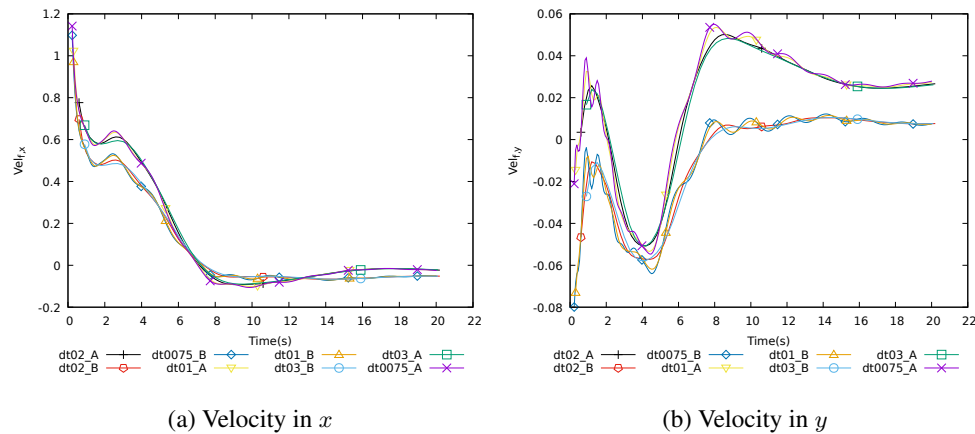 1.2
1
0.8
0.6
0.4
0.2
0
-0.2
Vel_{f,x}
0 2 4 6 8 10 12 14 16 18 20 22
Time(s)
dt02_A dt0075_B dt01_B dt03_A
dt02_B dt01_A dt03_B dt0075_A
(a) Velocity in x
0.06
0.04
0.02
0
-0.02
-0.04
-0.06
-0.08
Vel_{f,y}
0 2 4 6 8 10 12 14 16 18 20 22
Time(s)
dt02_A dt0075_B dt01_B dt03_A
dt02_B dt01_A dt03_B dt0075_A
(b) Velocity in y